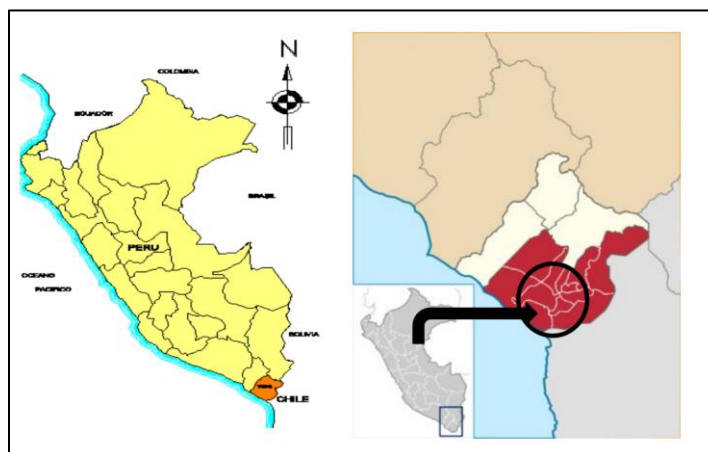 N
COLOMBIA
ECUADOR
BRASIL
PERU
OCEANO
PACIFICO
BOLIVIA
CHILE